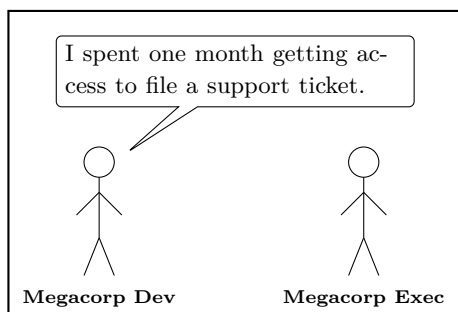 I spent one month getting ac-
cess to file a support ticket.
Megacorp Dev
Megacorp Exec